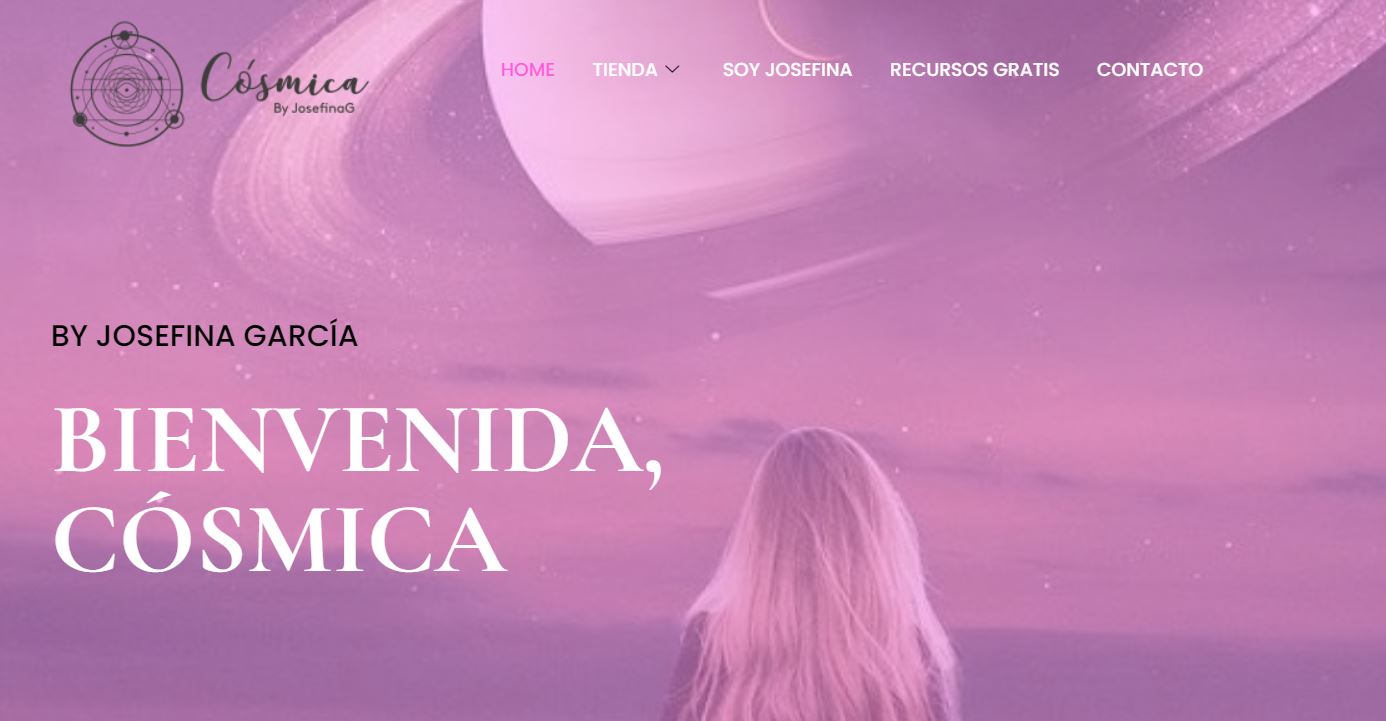 Cósmica
By JosefinaG
HOME
TIENDA
SOY JOSEFINA
RECURSOS GRATIS
CONTACTO
BY JOSEFINA GARCÍA
BIENVENIDA,
CÓSMICA